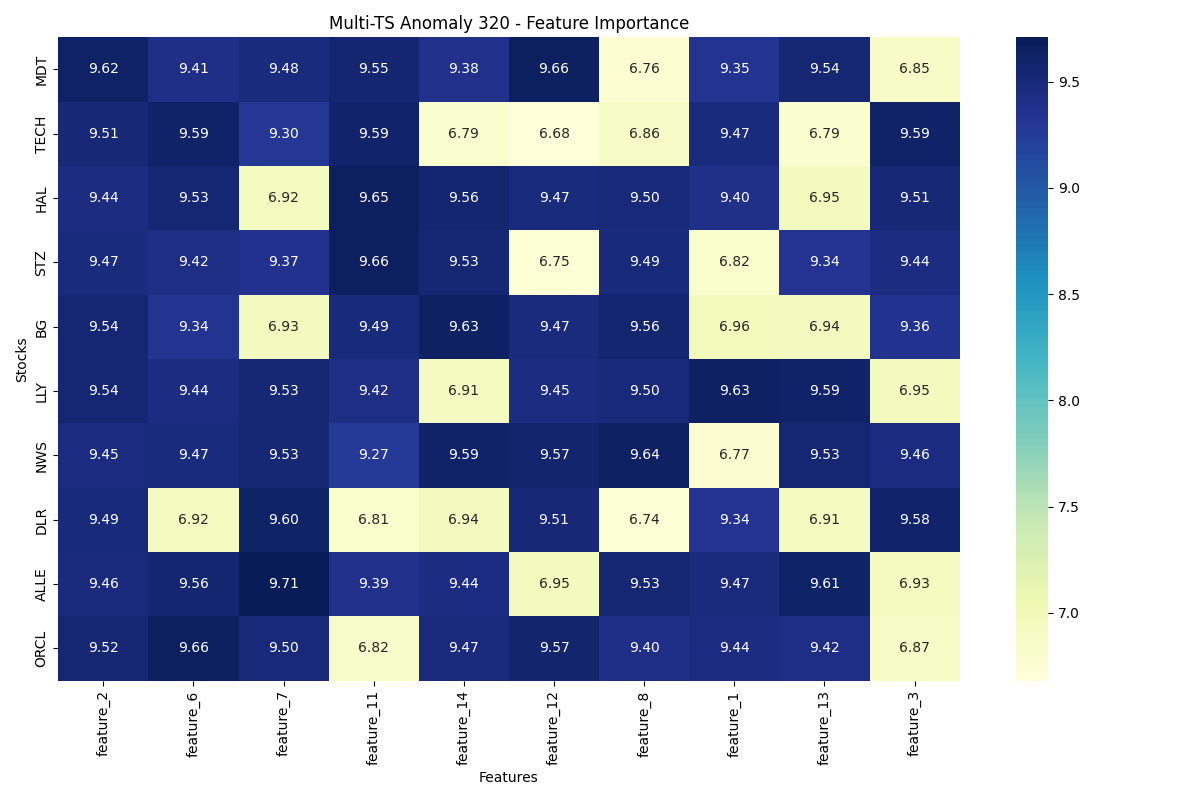 Multi-TS Anomaly 320 - Feature Importance
Stocks
MDT 9.62 9.41 9.48 9.55 9.38 9.66 6.76 9.35 9.54 6.85
TECH 9.51 9.59 9.30 9.59 6.79 6.68 6.86 9.47 6.79 9.59
HAL 9.44 9.53 6.92 9.65 9.56 9.47 9.50 9.40 6.95 9.51
STZ 9.47 9.42 9.37 9.66 9.53 6.75 9.49 6.82 9.34 9.44
BG 9.54 9.34 6.93 9.49 9.63 9.47 9.56 6.96 6.94 9.36
LLY 9.54 9.44 9.53 9.42 6.91 9.45 9.50 9.63 9.59 6.95
NWS 9.45 9.47 9.53 9.27 9.59 9.57 9.64 6.77 9.53 9.46
DLR 9.49 6.92 9.60 6.81 6.94 9.51 6.74 9.34 6.91 9.58
ALLE 9.46 9.56 9.71 9.39 9.44 6.95 9.53 9.47 9.61 6.93
ORCL 9.52 9.66 9.50 6.82 9.47 9.57 9.40 9.44 9.42 6.87
feature_2 feature_6 feature_7 feature_11 feature_14 feature_12 feature_8 feature_1 feature_13 feature_3
Features
9.5
9.0
8.5
8.0
7.5
7.0